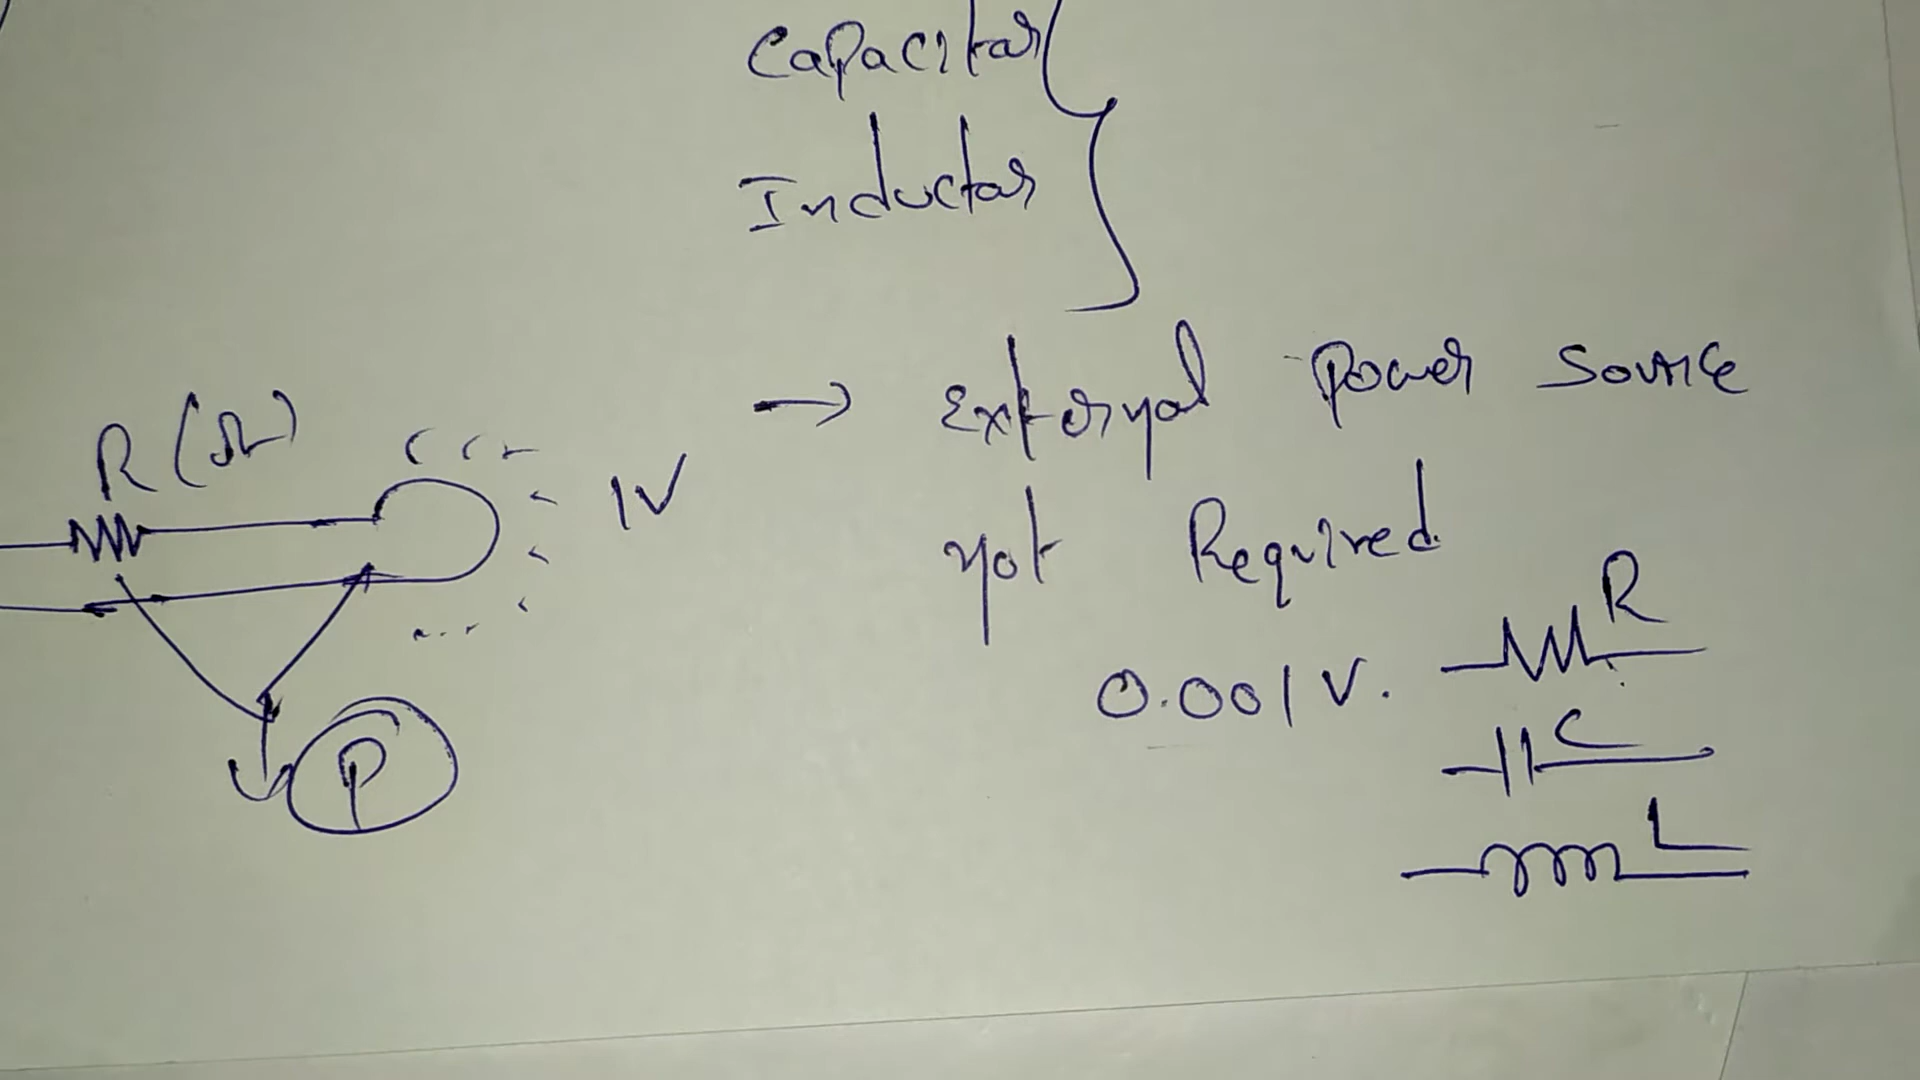 Capacitor
Inductor
R (Ω)
1V
→ External Power Source
not Required
R
0.001V.
C
L
P